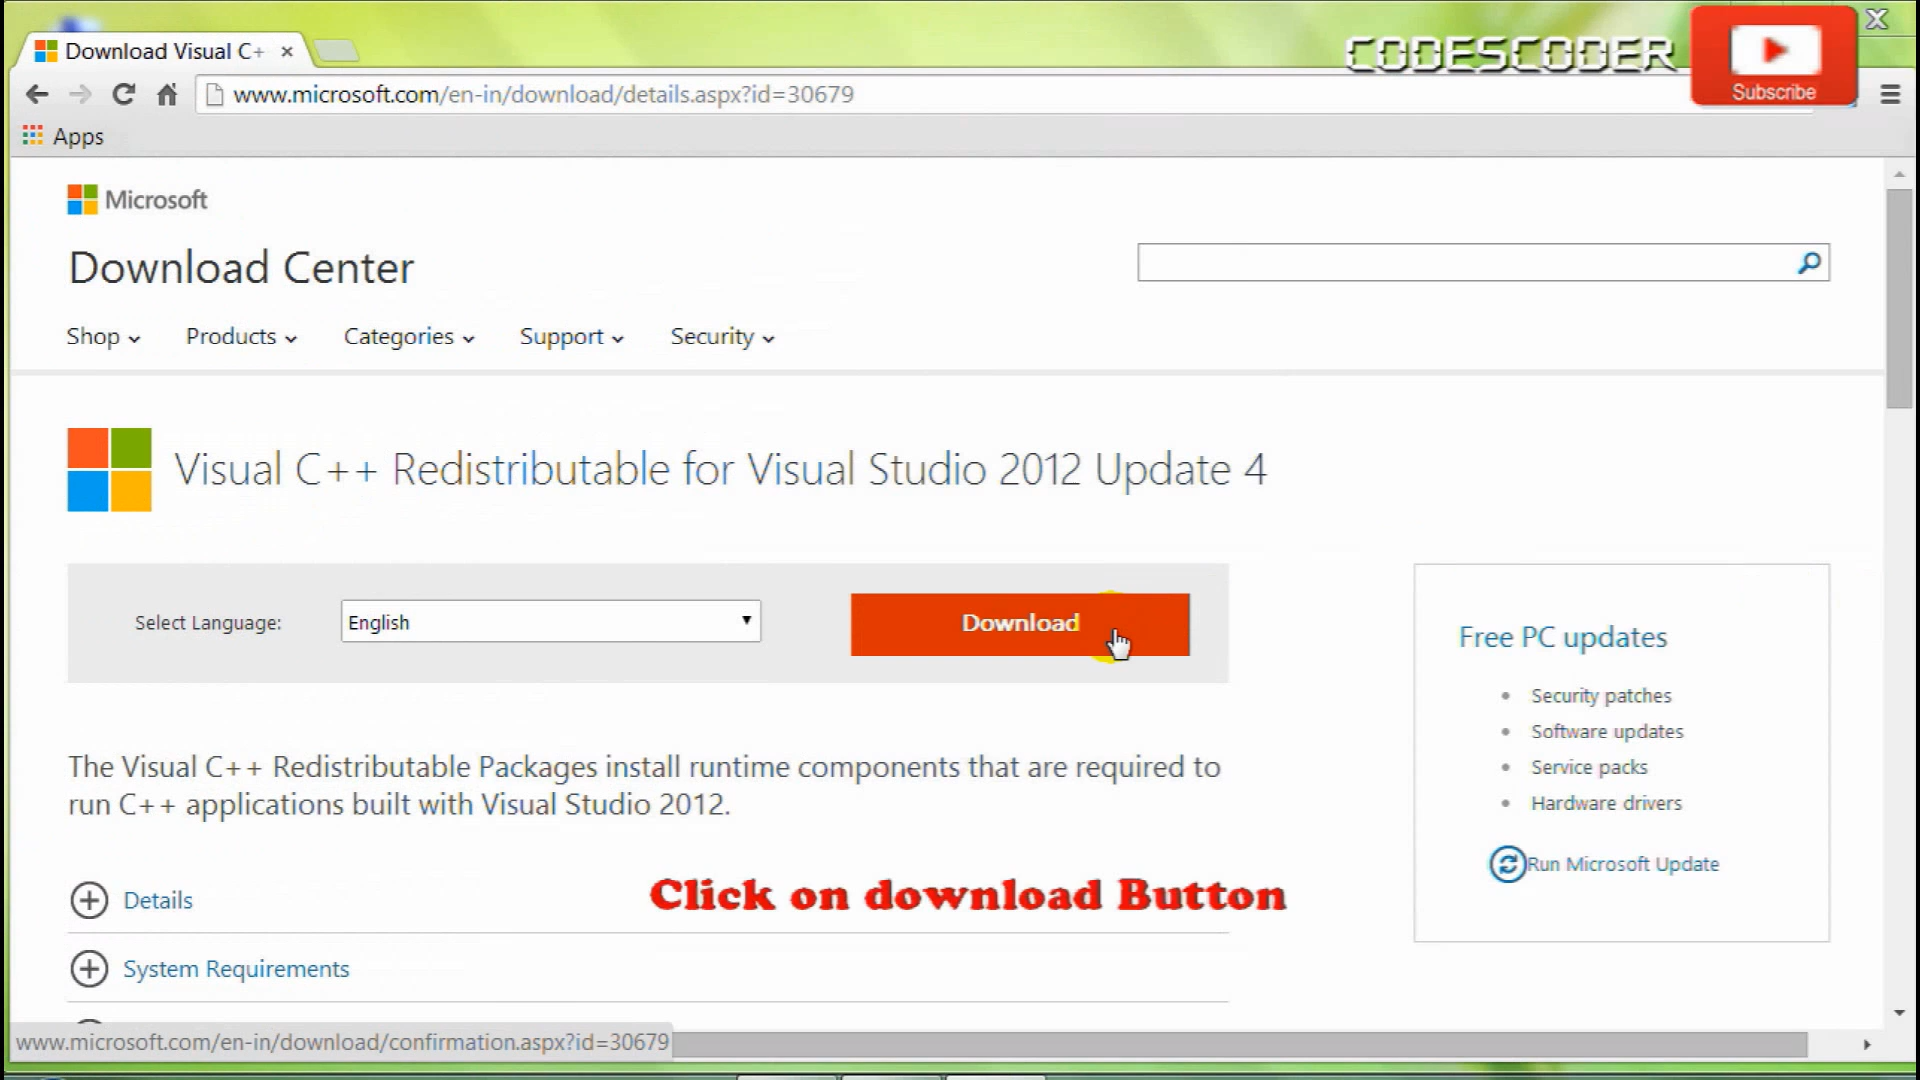 Download Visual C+
CODESCODER
Subscribe
www.microsoft.com/en-in/download/details.aspx?id=30679
Apps
Microsoft
Download Center
Shop Products Categories Support Security
Visual C++ Redistributable for Visual Studio 2012 Update 4
Select Language: English Download
Free PC updates
Security patches
Software updates
Service packs
Hardware drivers
Run Microsoft Update
The Visual C++ Redistributable Packages install runtime components that are required to
run C++ applications built with Visual Studio 2012.
Click on download Button
Details
System Requirements
www.microsoft.com/en-in/download/confirmation.aspx?id=30679